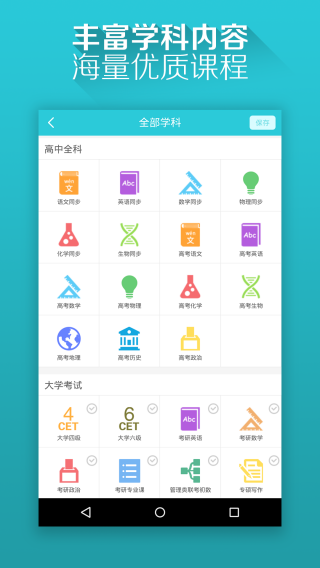 丰富学科内容
海量优质课程
全部学科
保存
高中全科
文
Abc
语文同步
英语同步
数学同步
物理同步
文
Abc
化学同步
生物同步
高考语文
高考英语
高考数学
高考物理
高考化学
高考生物
高考地理
高考历史
高考政治
大学考试
4
CET
6
CET
Abc
大学四级
大学六级
考研英语
考研数学
考研政治
考研专业课
管理类联考初数
专硕写作